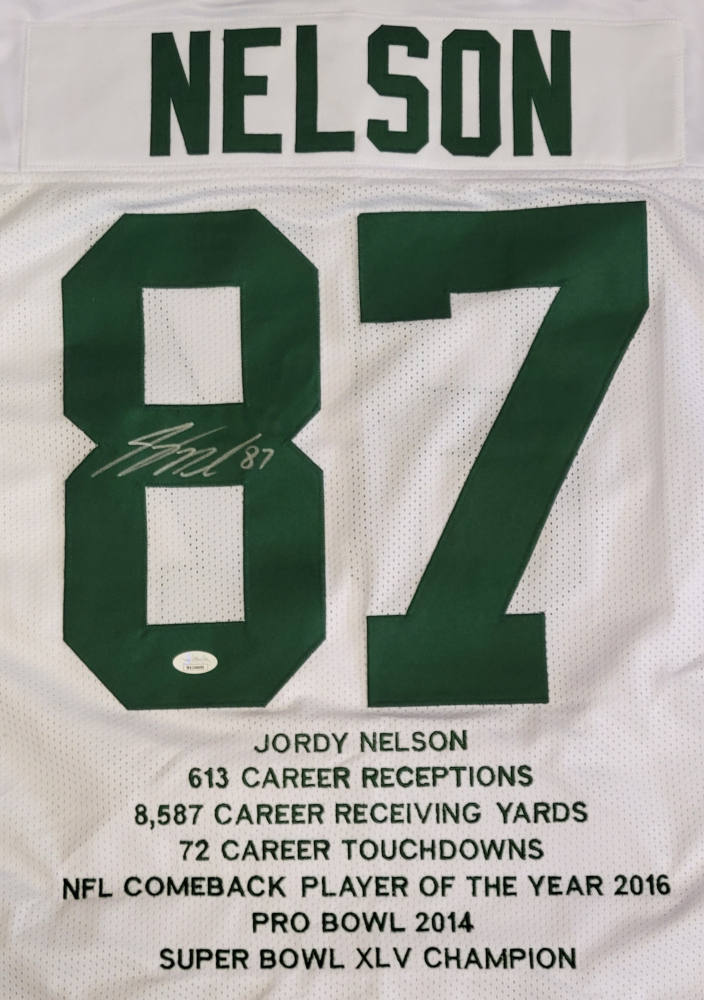 NELSON
87
87
JORDY NELSON
613 CAREER RECEPTIONS
8,587 CAREER RECEIVING YARDS
72 CAREER TOUCHDOWNS
NFL COMEBACK PLAYER OF THE YEAR 2016
PRO BOWL 2014
SUPER BOWL XLV CHAMPION